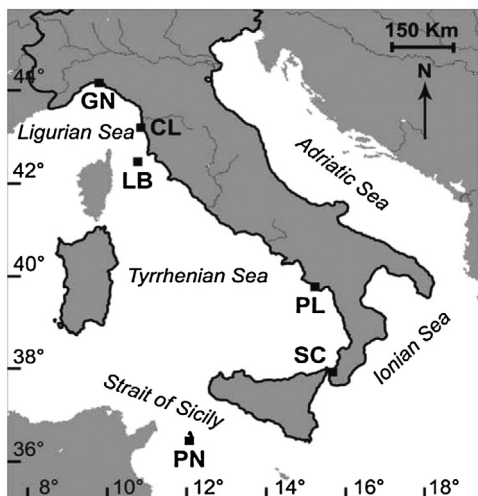 150 Km
N
44°
GN
CL
Ligurian Sea
Adriatic Sea
42°
LB
40°
Tyrrhenian Sea
PL
Ionian Sea
SC
38°
Strait of Sicily
36°
PN
8°
10°
12°
14°
16°
18°